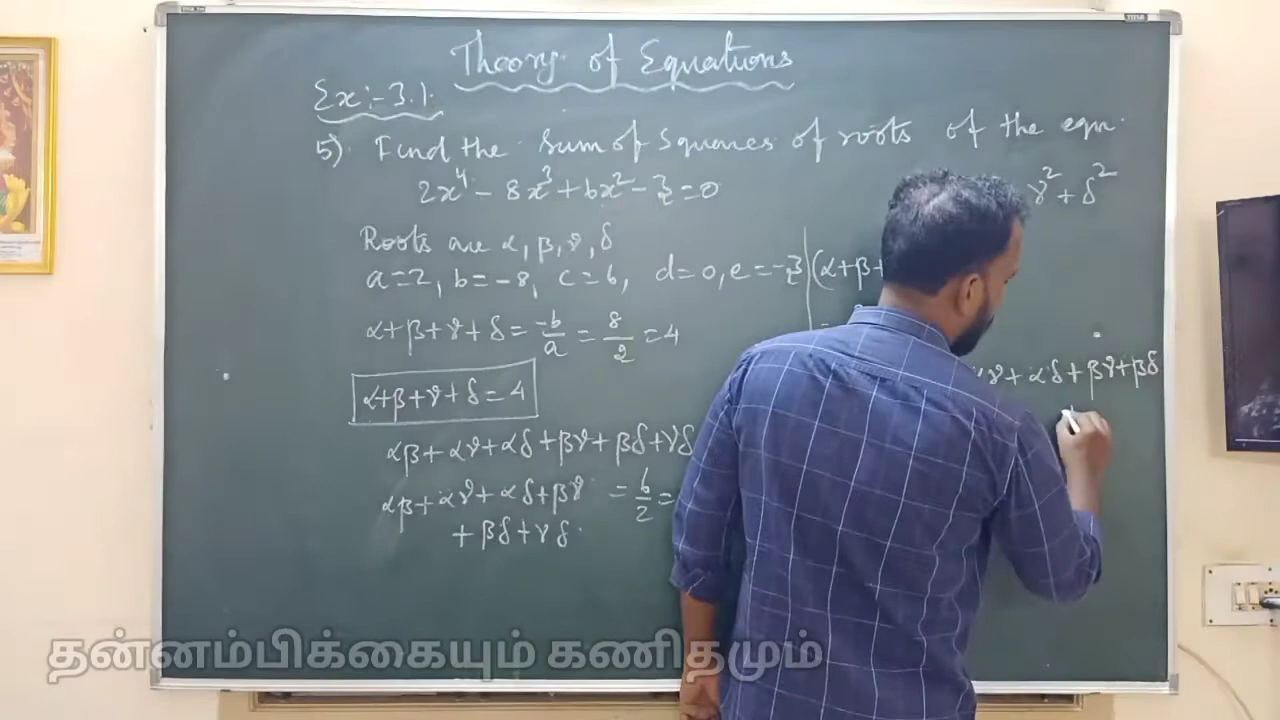 Theory of Equations
Ex:-3.1.
5) Find the Sum of Squares of roots of the eqn.
2x⁴ - 8x³ + 6x² - 3 = 0
γ² + δ²
Roots are α, β, γ, δ
a = 2, b = -8, c = 6, d = 0, e = -3
(α+β+
α+β+γ+δ = -b/a = 8/2 = 4
=
α+β+γ+δ = 4
γ + αδ + βγ + βδ
αβ + αγ + αδ + βγ + βδ + γδ
αβ + αγ + αδ + βγ = 6/2 =
+ βδ + γδ
தன்னம்பிக்கையும் கணிதமும்